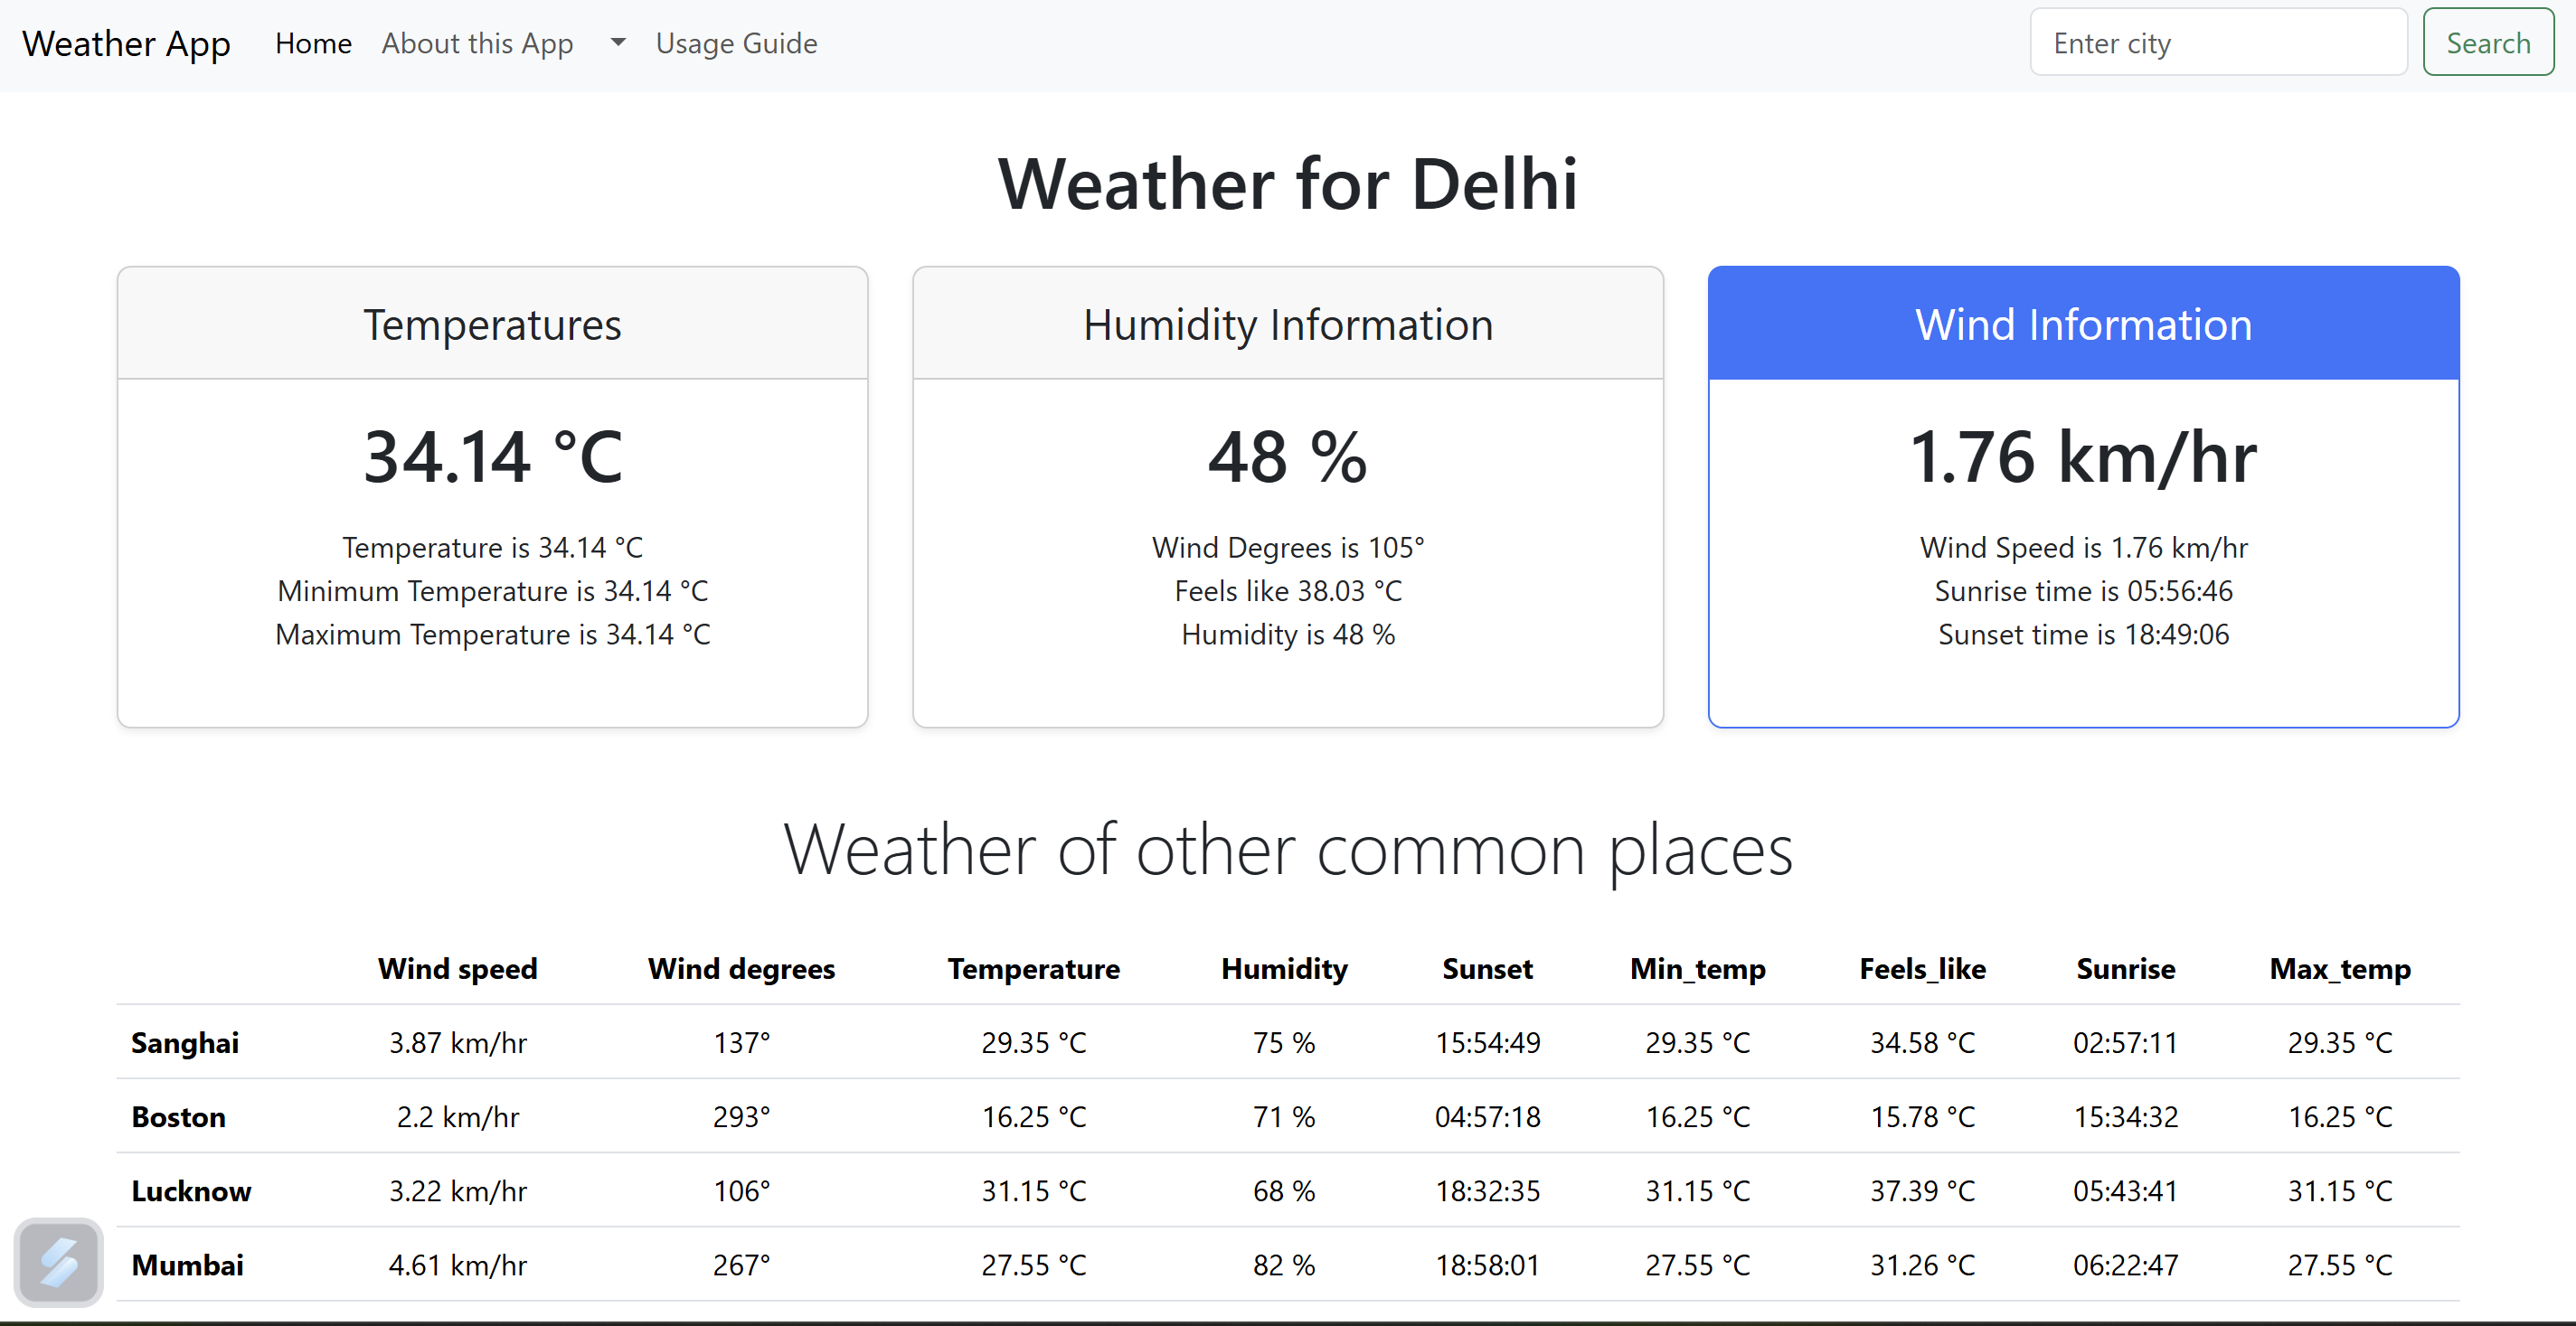 Weather App Home About this App Usage Guide Enter city Search
Weather for Delhi
Temperatures
34.14 °C
Temperature is 34.14 °C
Minimum Temperature is 34.14 °C
Maximum Temperature is 34.14 °C
Humidity Information
48 %
Wind Degrees is 105°
Feels like 38.03 °C
Humidity is 48 %
Wind Information
1.76 km/hr
Wind Speed is 1.76 km/hr
Sunrise time is 05:56:46
Sunset time is 18:49:06
Weather of other common places
Wind speed Wind degrees Temperature Humidity Sunset Min_temp Feels_like Sunrise Max_temp
Sanghai 3.87 km/hr 137° 29.35 °C 75 % 15:54:49 29.35 °C 34.58 °C 02:57:11 29.35 °C
Boston 2.2 km/hr 293° 16.25 °C 71 % 04:57:18 16.25 °C 15.78 °C 15:34:32 16.25 °C
Lucknow 3.22 km/hr 106° 31.15 °C 68 % 18:32:35 31.15 °C 37.39 °C 05:43:41 31.15 °C
Mumbai 4.61 km/hr 267° 27.55 °C 82 % 18:58:01 27.55 °C 31.26 °C 06:22:47 27.55 °C